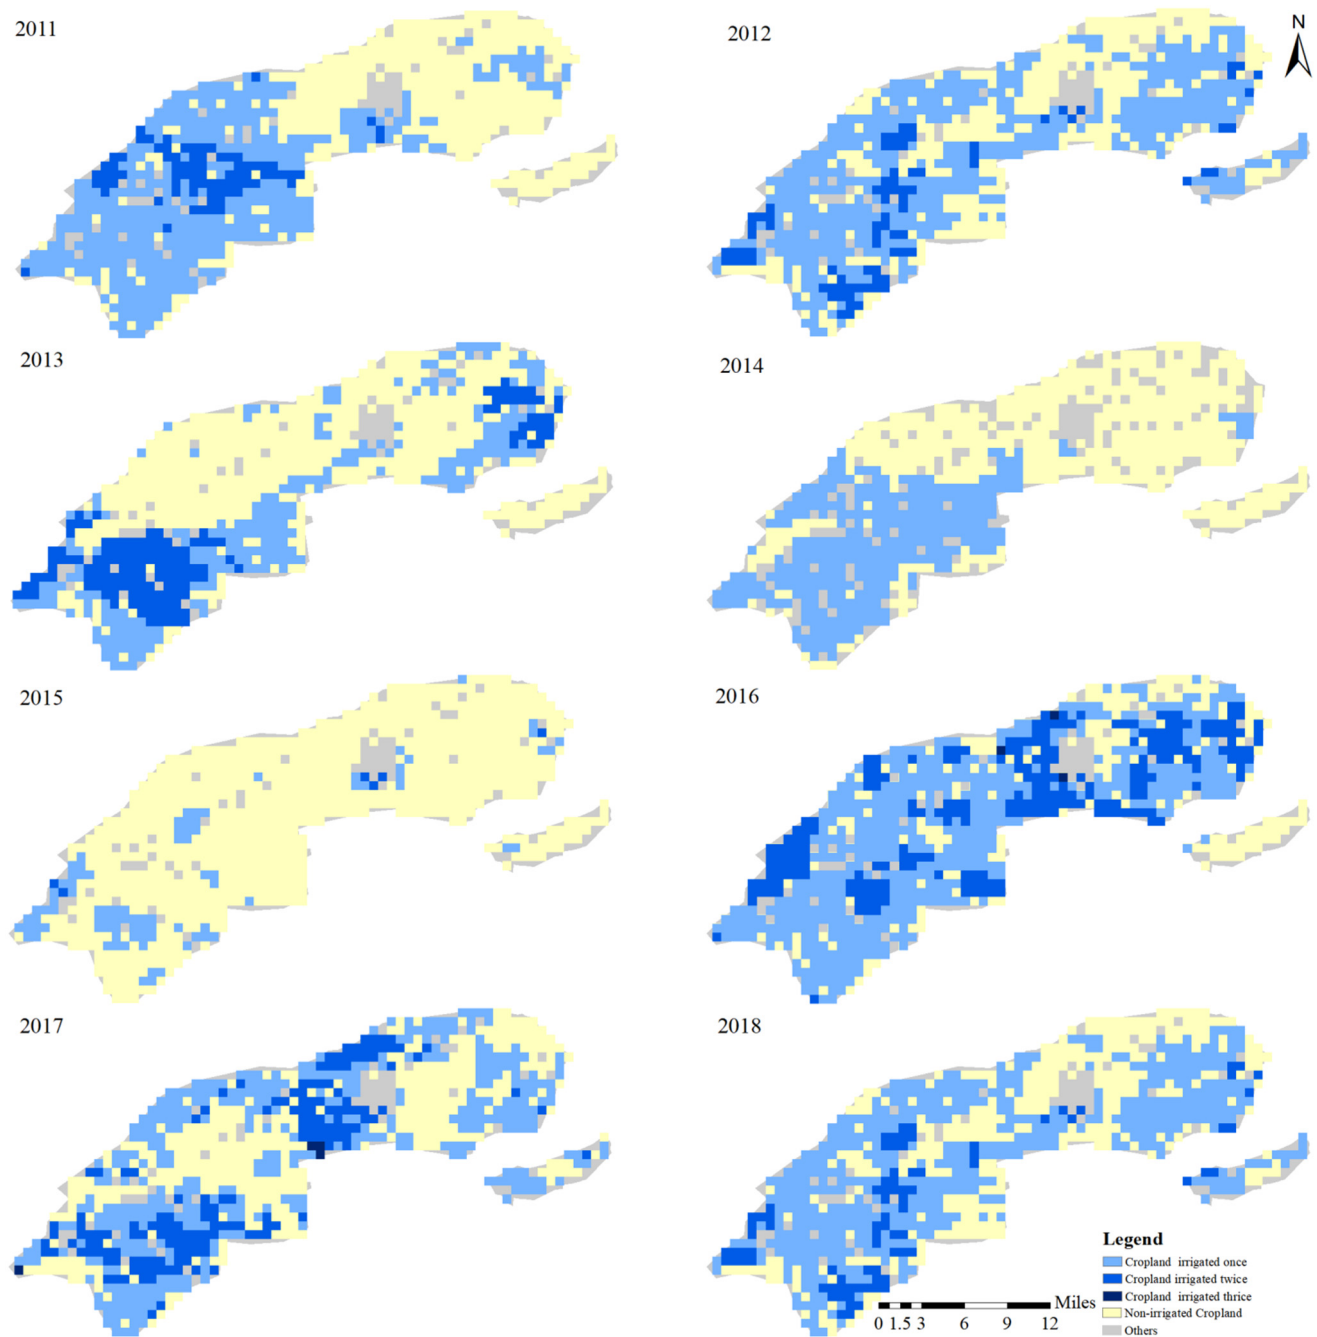 2011
2012
N
2013
2014
2015
2016
2017
2018
Legend
Cropland irrigated once
Cropland irrigated twice
Cropland irrigated thrice
Non-irrigated Cropland
Others
Miles
0 1.5 3 6 9 12